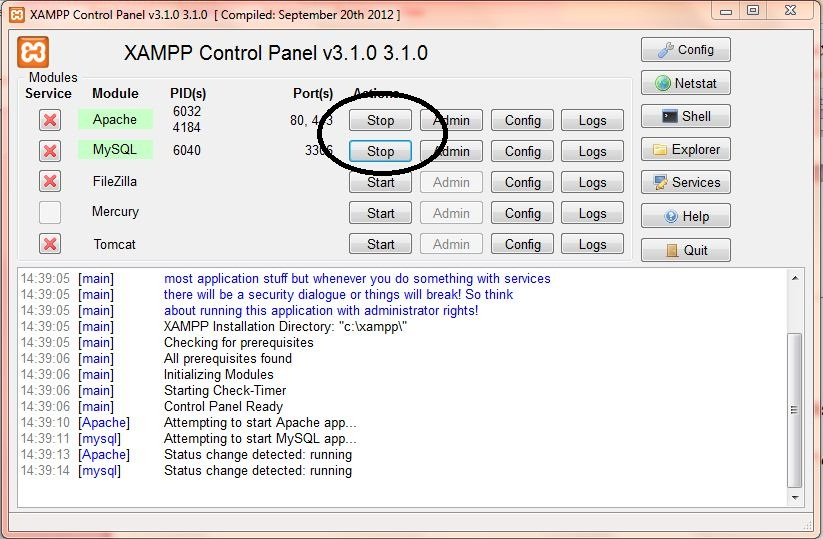 XAMPP Control Panel v3.1.0 3.1.0 [ Compiled: September 20th 2012 ]
XAMPP Control Panel v3.1.0 3.1.0
Config
Modules
Service Module PID(s) Port(s) Actions
Netstat
Apache 6032 4184 80, 443 Stop Admin Config Logs
Shell
MySQL 6040 3306 Stop Admin Config Logs
Explorer
FileZilla Start Admin Config Logs
Services
Mercury Start Admin Config Logs
Help
Tomcat Start Admin Config Logs
Quit
14:39:05 [main] most application stuff but whenever you do something with services
14:39:05 [main] there will be a security dialogue or things will break! So think
14:39:05 [main] about running this application with administrator rights!
14:39:05 [main] XAMPP Installation Directory: "c:\xampp\"
14:39:05 [main] Checking for prerequisites
14:39:06 [main] All prerequisites found
14:39:06 [main] Initializing Modules
14:39:06 [main] Starting Check-Timer
14:39:06 [main] Control Panel Ready
14:39:10 [Apache] Attempting to start Apache app...
14:39:11 [mysql] Attempting to start MySQL app...
14:39:13 [Apache] Status change detected: running
14:39:14 [mysql] Status change detected: running